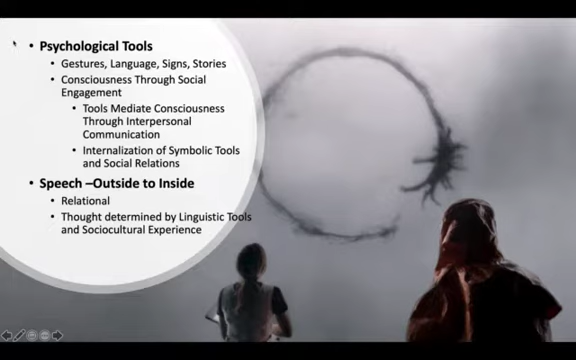 Psychological Tools
Gestures, Language, Signs, Stories
Consciousness Through Social
Engagement
Tools Mediate Consciousness
Through Interpersonal
Communication
Internalization of Symbolic Tools
and Social Relations
Speech –Outside to Inside
Relational
Thought determined by Linguistic Tools
and Sociocultural Experience